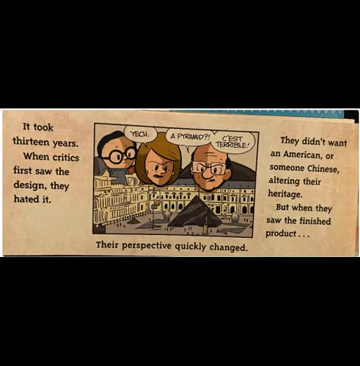 It took
thirteen years.
When critics
first saw the
design, they
hated it.
YECH.
A PYRAMID?!
C'EST
TERRIBLE!
Their perspective quickly changed.
They didn't want
an American, or
someone Chinese,
altering their
heritage.
But when they
saw the finished
product...